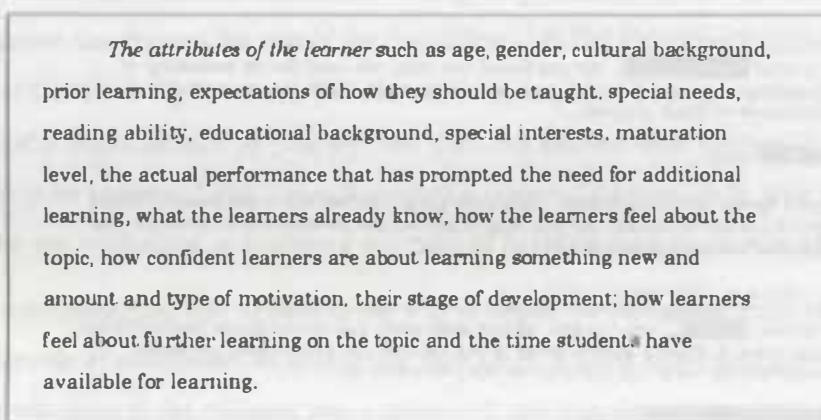 The attributes of the learner such as age, gender, cultural background,
prior learning, expectations of how they should be taught, special needs,
reading ability, educational background, special interests, maturation
level, the actual performance that has prompted the need for additional
learning, what the learners already know, how the learners feel about the
topic, how confident learners are about learning something new and
amount and type of motivation, their stage of development; how learners
feel about further learning on the topic and the time students have
available for learning.